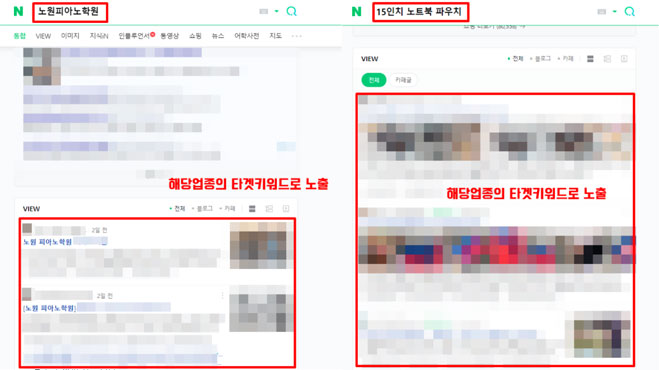 N 노원피아노학원
통합 VIEW 이미지 지식iN 인플루언서 동영상 쇼핑 뉴스 어학사전 지도 ···
해당업종의 타겟키워드로 노출
VIEW 전체 블로그 카페
2일 전
노원 피아노학원
2일 전
[노원 피아노학원]
N 15인치 노트북 파우치
VIEW 전체 블로그 카페
전체 카페글
해당업종의 타겟키워드로 노출